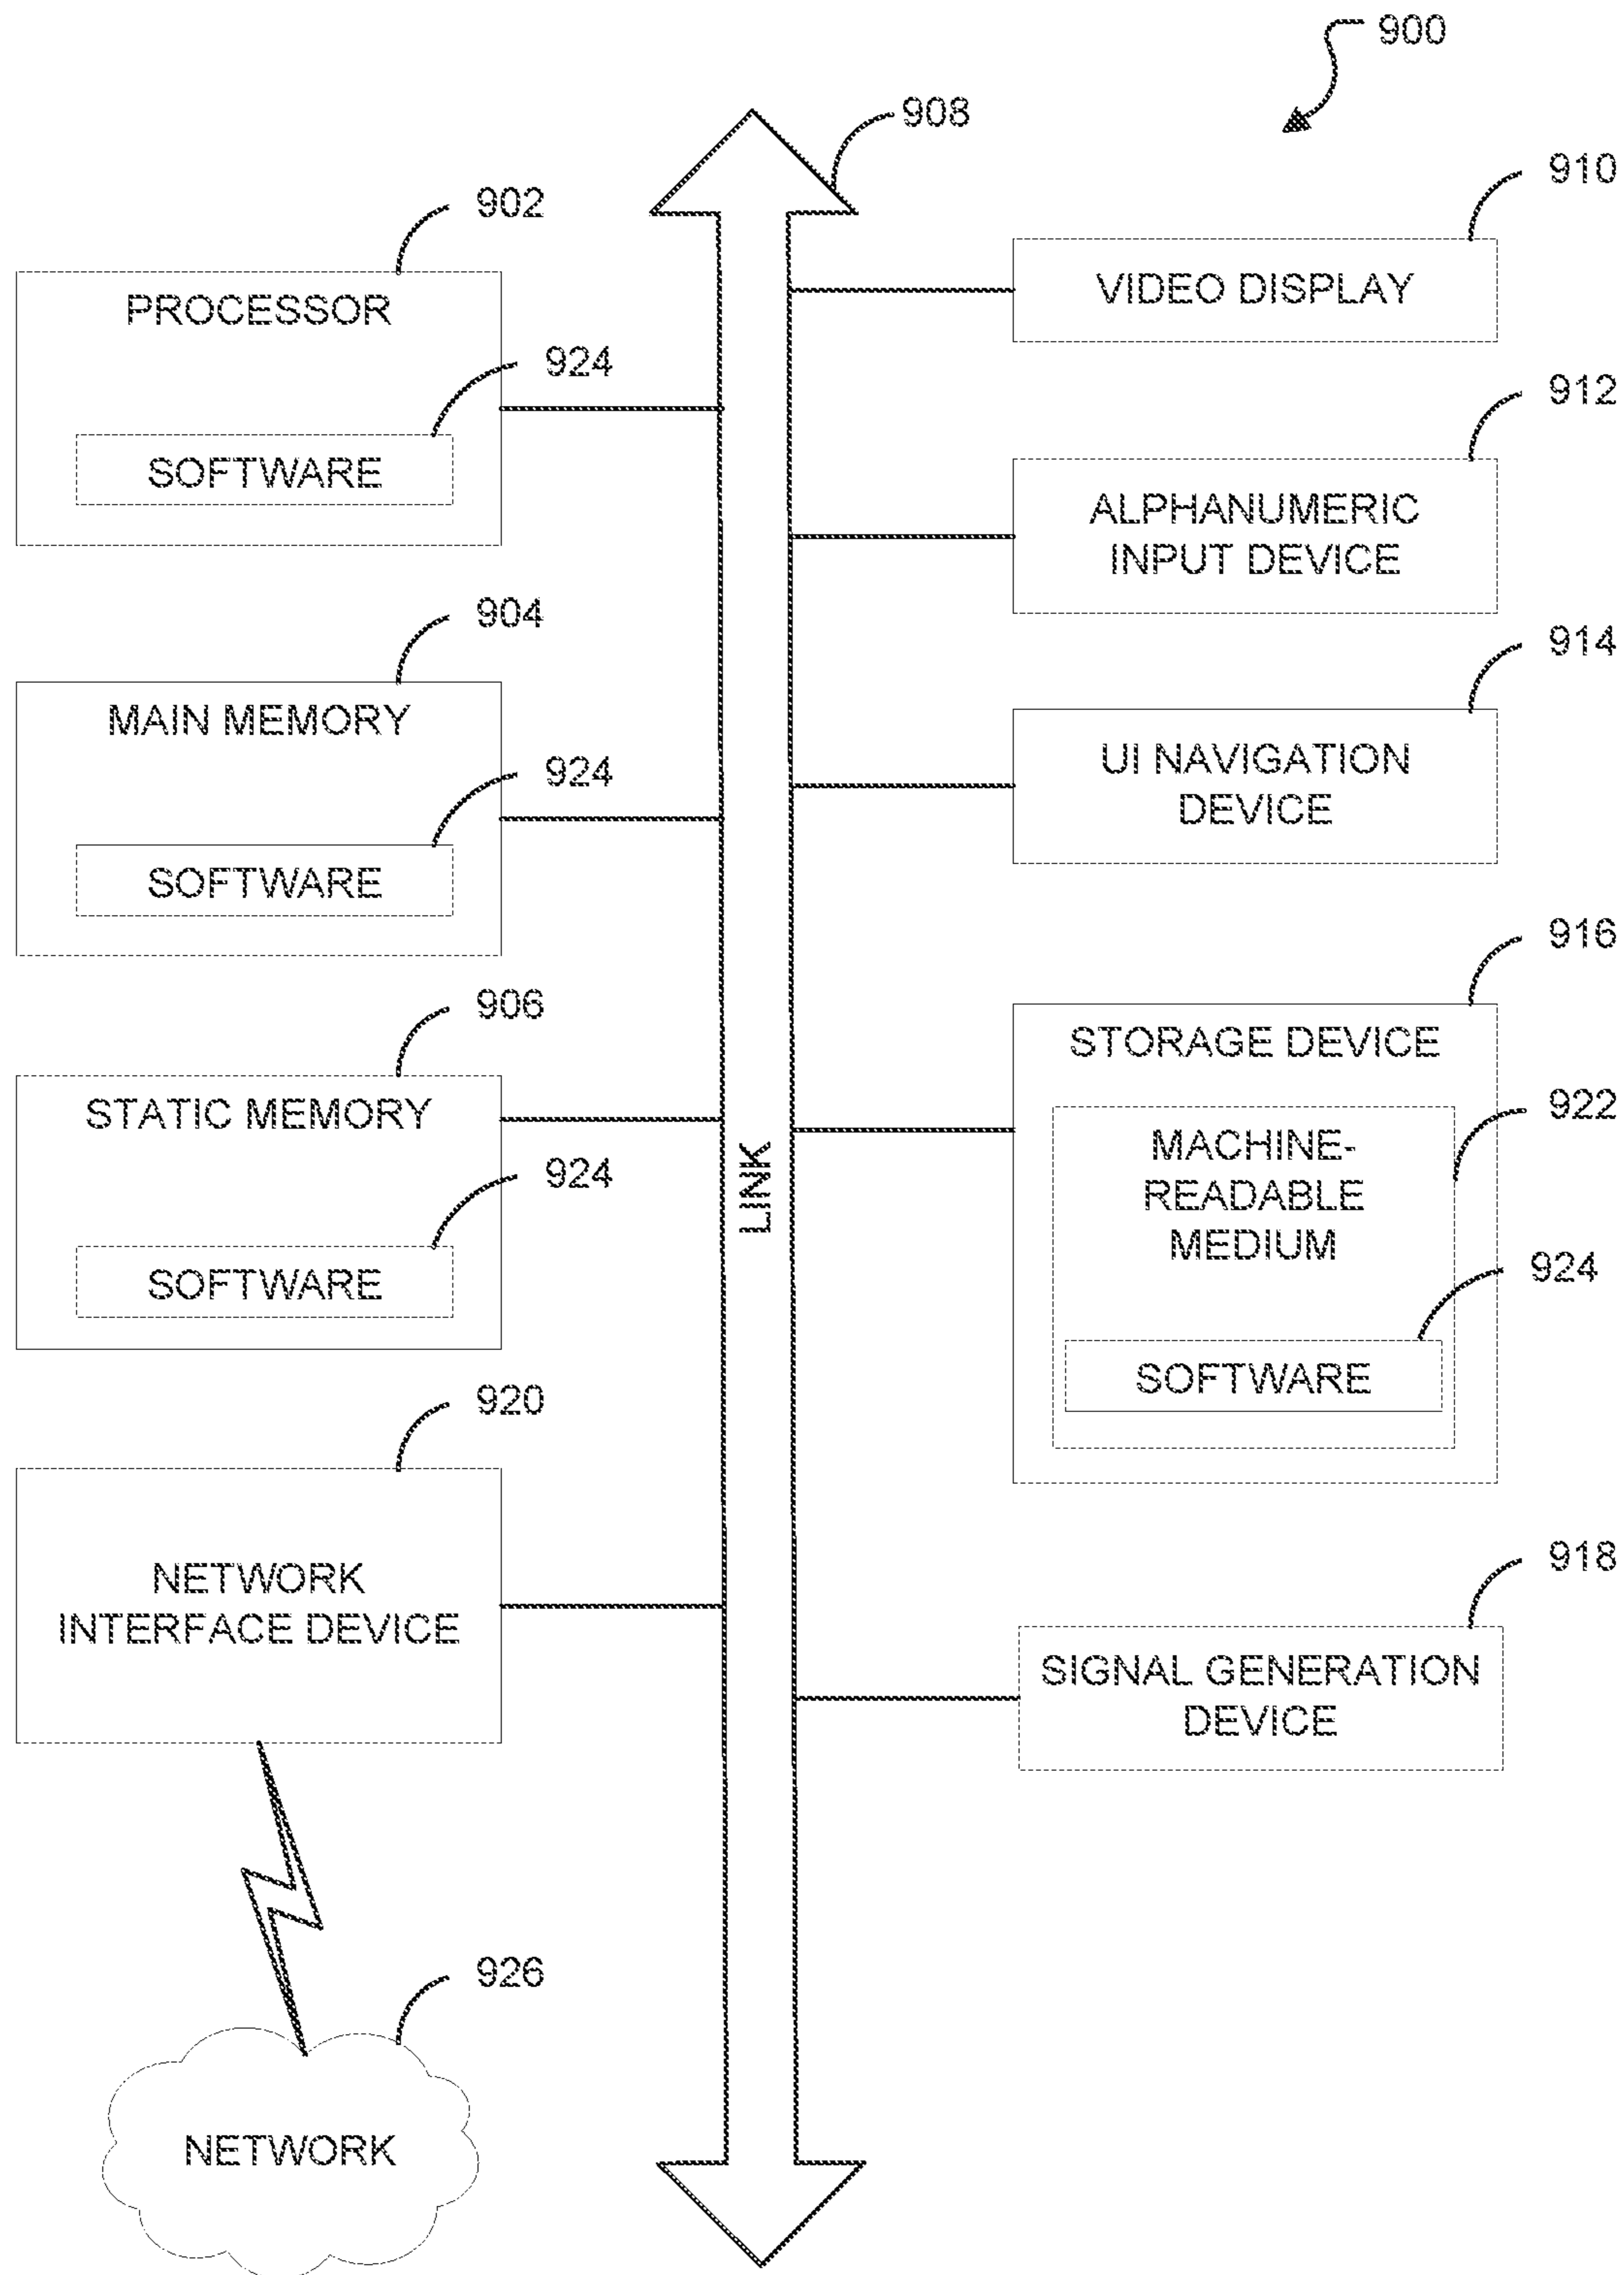 900
908
902
PROCESSOR
924
SOFTWARE
904
MAIN MEMORY
924
SOFTWARE
906
STATIC MEMORY
924
SOFTWARE
920
NETWORK
INTERFACE DEVICE
926
NETWORK
LINK
910
VIDEO DISPLAY
912
ALPHANUMERIC
INPUT DEVICE
914
UI NAVIGATION
DEVICE
916
STORAGE DEVICE
922
MACHINE-
READABLE
MEDIUM
924
SOFTWARE
918
SIGNAL GENERATION
DEVICE